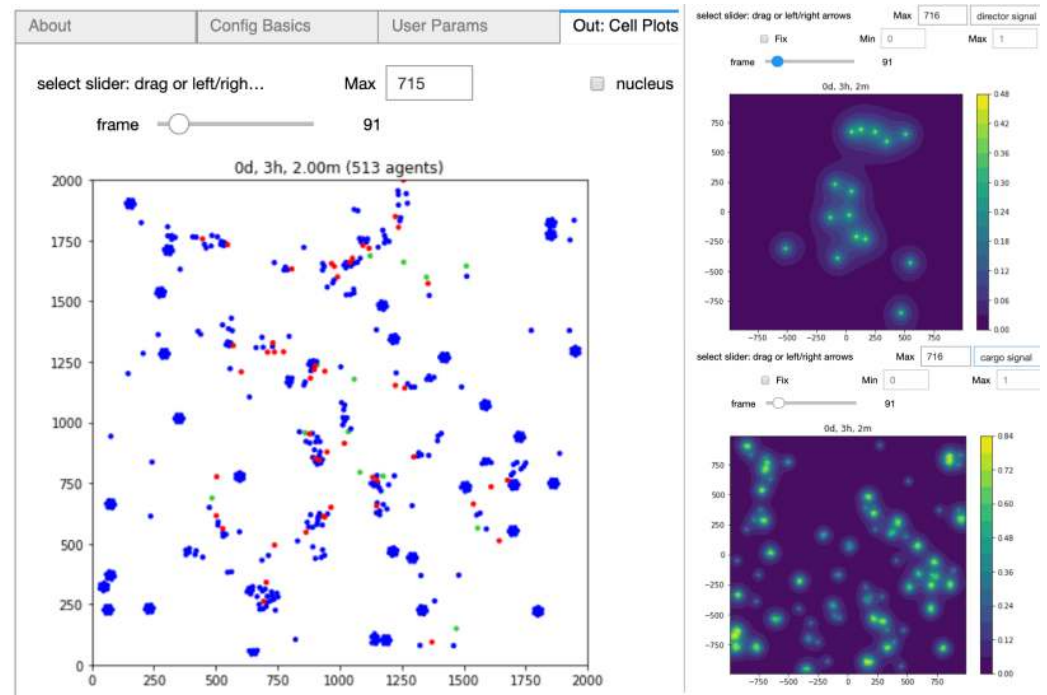 About Config Basics User Params Out: Cell Plots
select slider: drag or left/righ… Max 715 nucleus
frame 91
0d, 3h, 2.00m (513 agents)
2000
1750
1500
1250
1000
750
500
250
0
0 250 500 750 1000 1250 1500 1750 2000
select slider: drag or left/right arrows Max 716 director signal
Fix Min 0 Max 1
frame 91
0d, 3h, 2m
750
500
250
0
−250
−500
−750
−750 −500 −250 0 250 500 750
0.48
0.42
0.36
0.30
0.24
0.18
0.12
0.06
0.00
select slider: drag or left/right arrows Max 716 cargo signal
Fix Min 0 Max 1
frame 91
0d, 3h, 2m
750
500
250
0
−250
−500
−750
−750 −500 −250 0 250 500 750
0.84
0.72
0.60
0.48
0.36
0.24
0.12
0.00